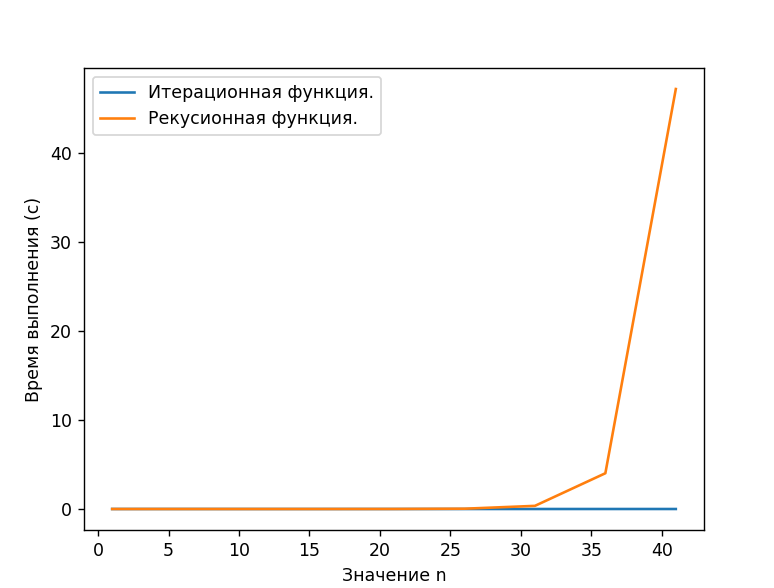 Итерационная функция.
Рекусионная функция.
40
30
20
10
0
Время выполнения (с)
0 5 10 15 20 25 30 35 40
Значение n